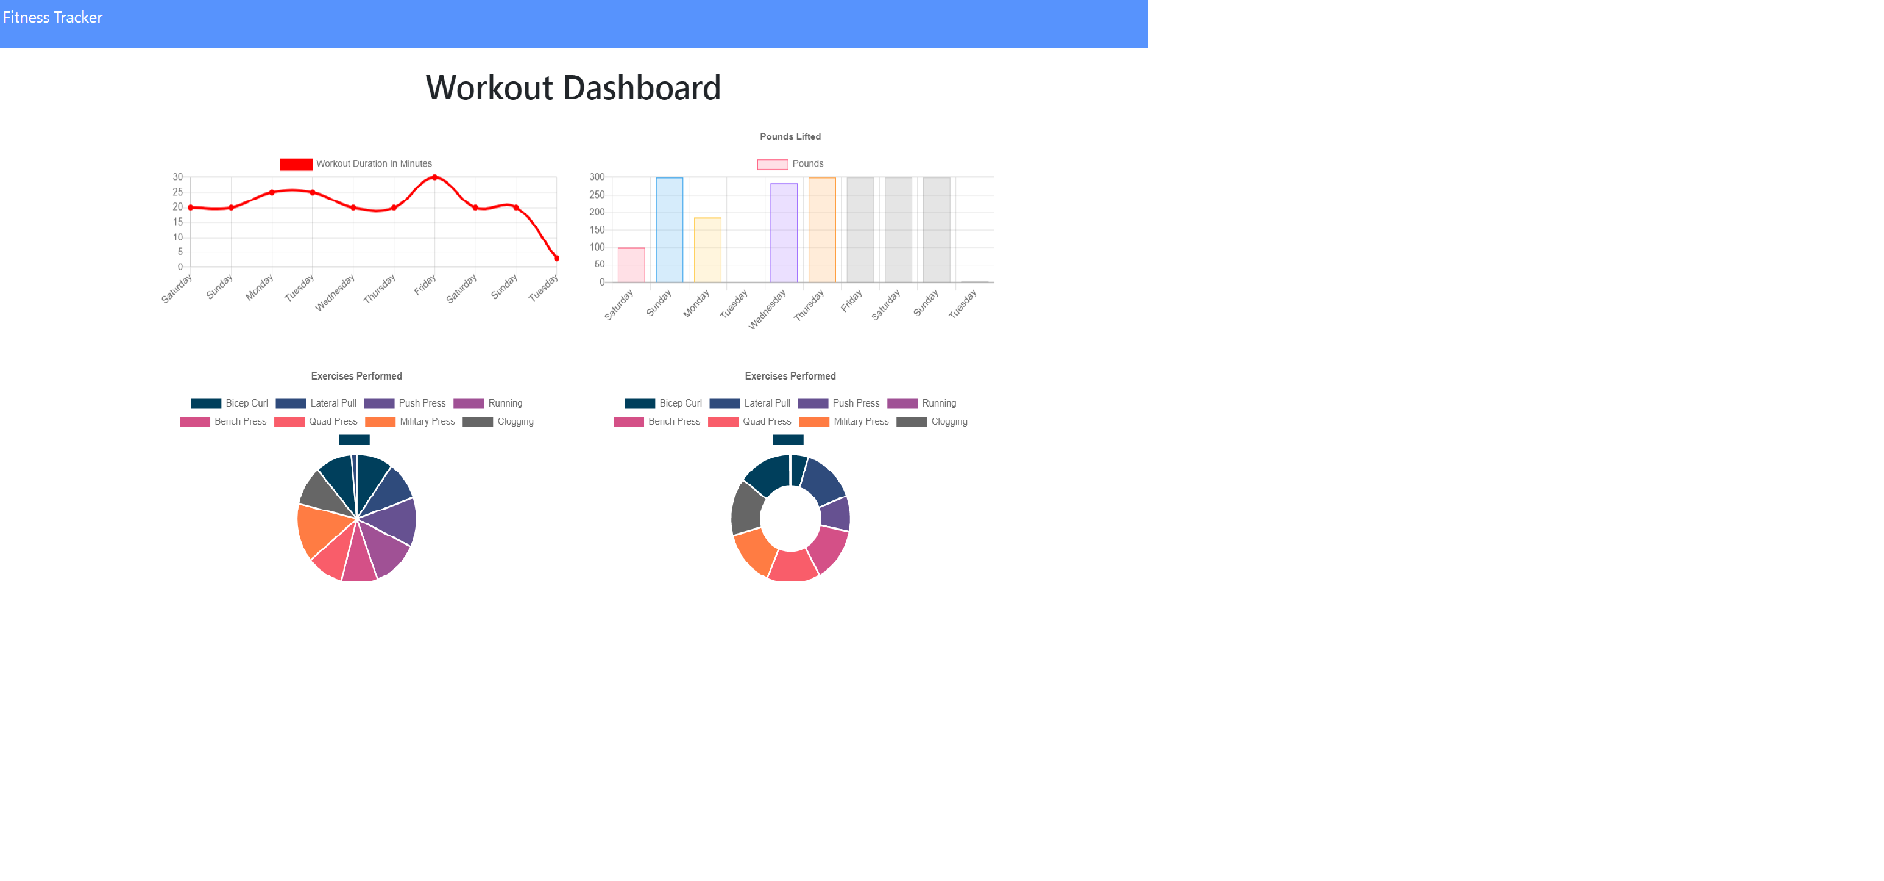 Fitness Tracker
Workout Dashboard
Workout Duration In Minutes
30
25
20
15
10
5
0
Saturday Sunday Monday Tuesday Wednesday Thursday Friday Saturday Sunday Tuesday
Pounds Lifted
Pounds
300
250
200
150
100
50
0
Saturday Sunday Monday Tuesday Wednesday Thursday Friday Saturday Sunday Tuesday
Exercises Performed
Bicep Curl Lateral Pull Push Press Running
Bench Press Quad Press Military Press Clogging
Exercises Performed
Bicep Curl Lateral Pull Push Press Running
Bench Press Quad Press Military Press Clogging